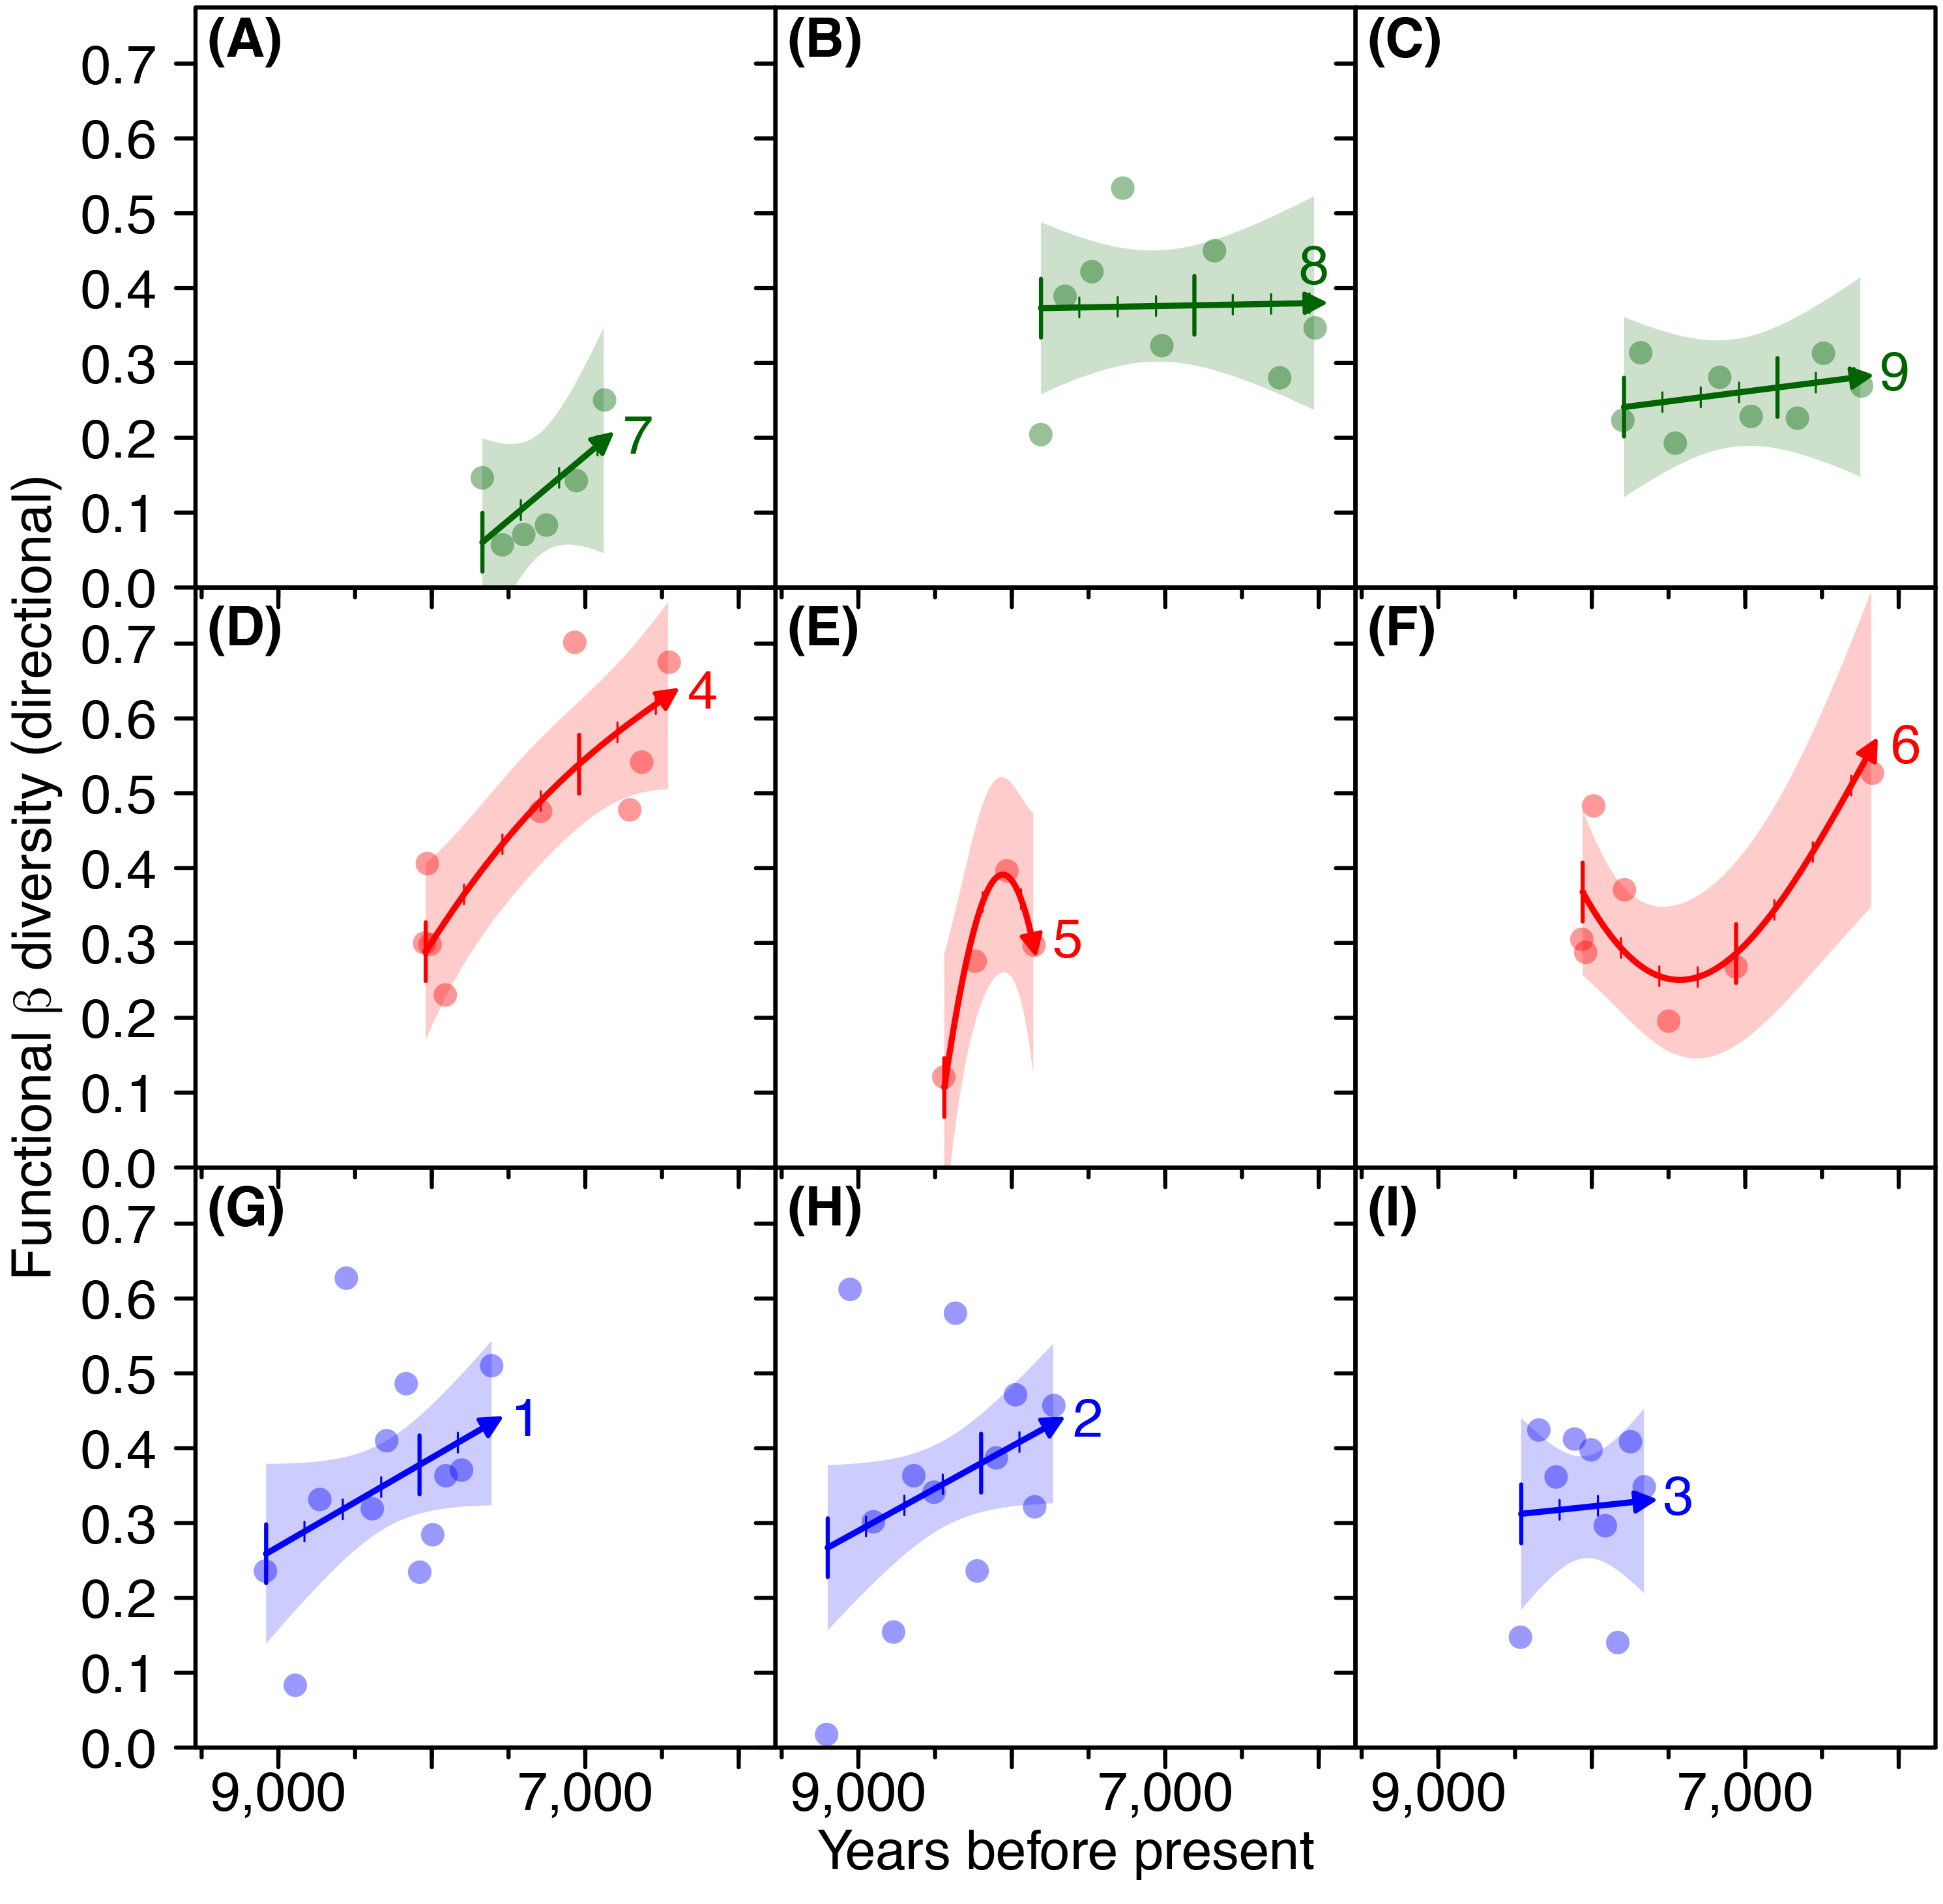 Functional β diversity (directional)
(A)
(B)
(C)
0.7
0.6
0.5
0.4
0.3
0.2
0.1
0.0
7
8
9
(D)
(E)
(F)
0.7
0.6
0.5
0.4
0.3
0.2
0.1
0.0
4
5
6
(G)
(H)
(I)
0.7
0.6
0.5
0.4
0.3
0.2
0.1
0.0
1
2
3
9,000 7,000 9,000 7,000 9,000 7,000
Years before present